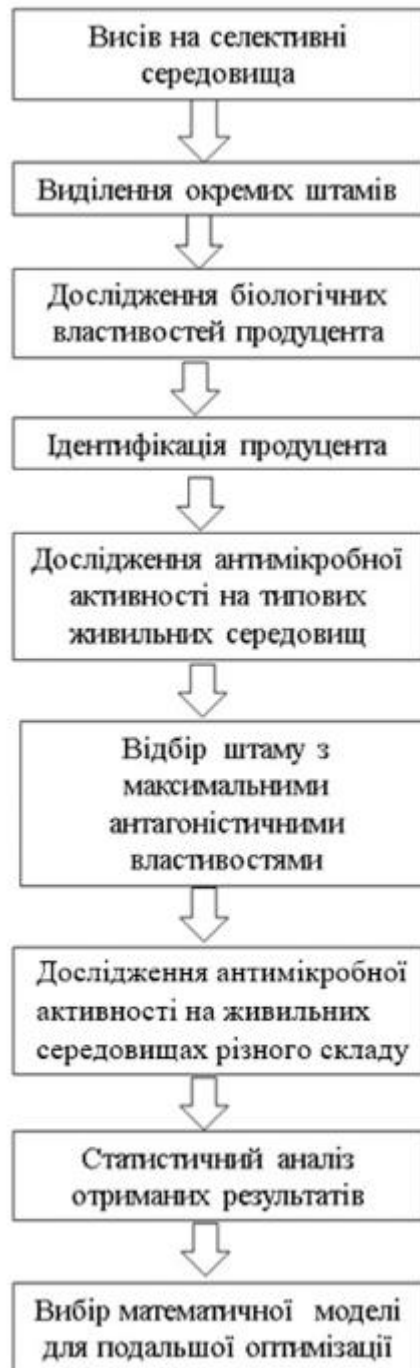 Висів на селективні
середовища
Виділення окремих штамів
Дослідження біологічних
властивостей продуцента
Ідентифікація продуцента
Дослідження антимікробної
активності на типових
живильних середовищ
Відбір штаму з
максимальними
антагоністичними
властивостями
Дослідження антимікробної
активності на живильних
середовищах різного складу
Статистичний аналіз
отриманих результатів
Вибір математичної моделі
для подальшої оптимізації